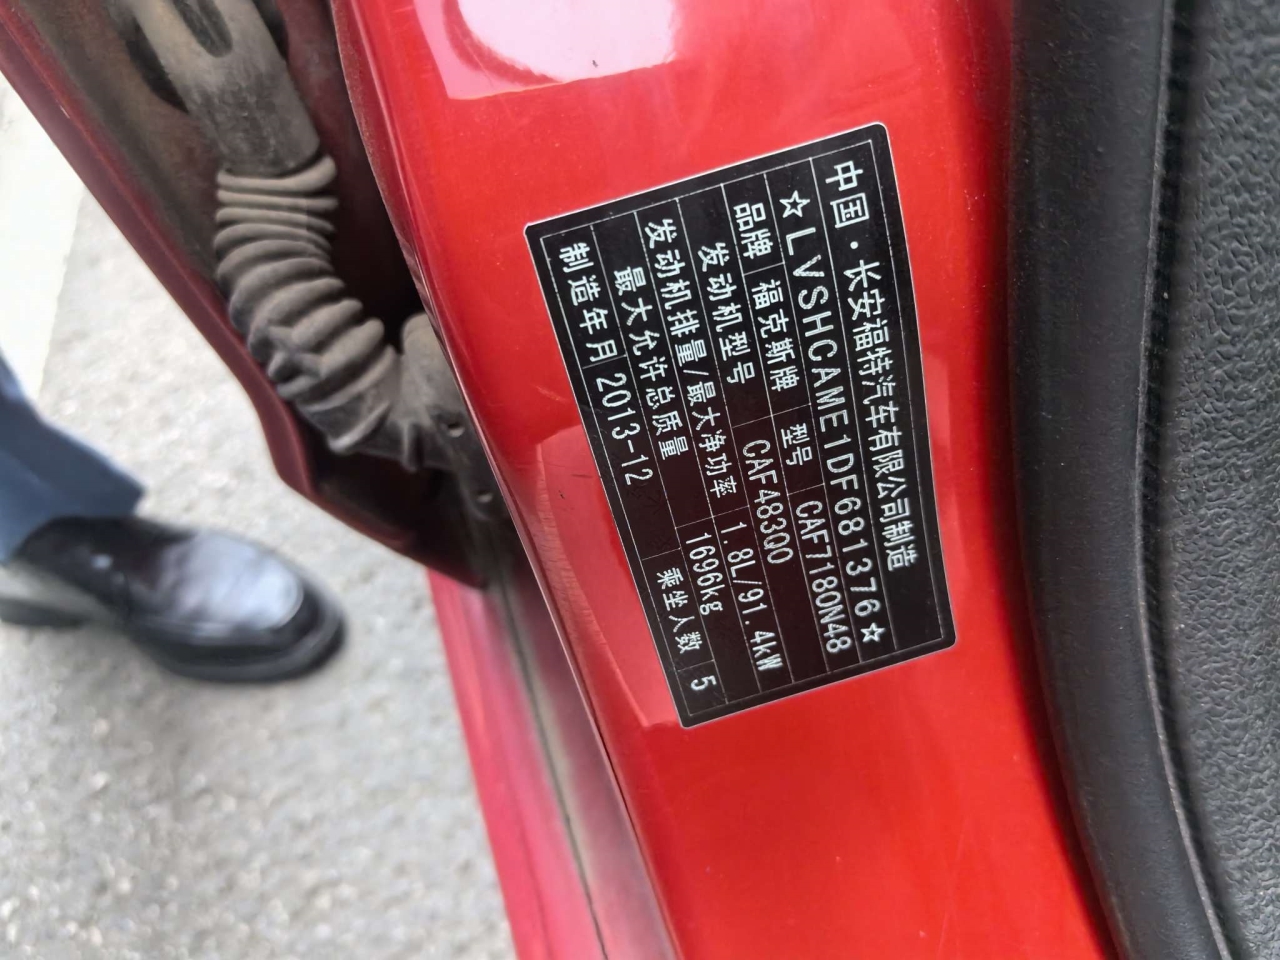 中国·长安福特汽车有限公司制造
☆LVSHCAME1DF681376☆
品牌 福克斯牌 型号 CAF7180N48
发动机型号 CAF483Q0
发动机排量/最大净功率 1.8L/91.4kW
最大允许总质量 1696kg
制造年月 2013-12 乘坐人数 5